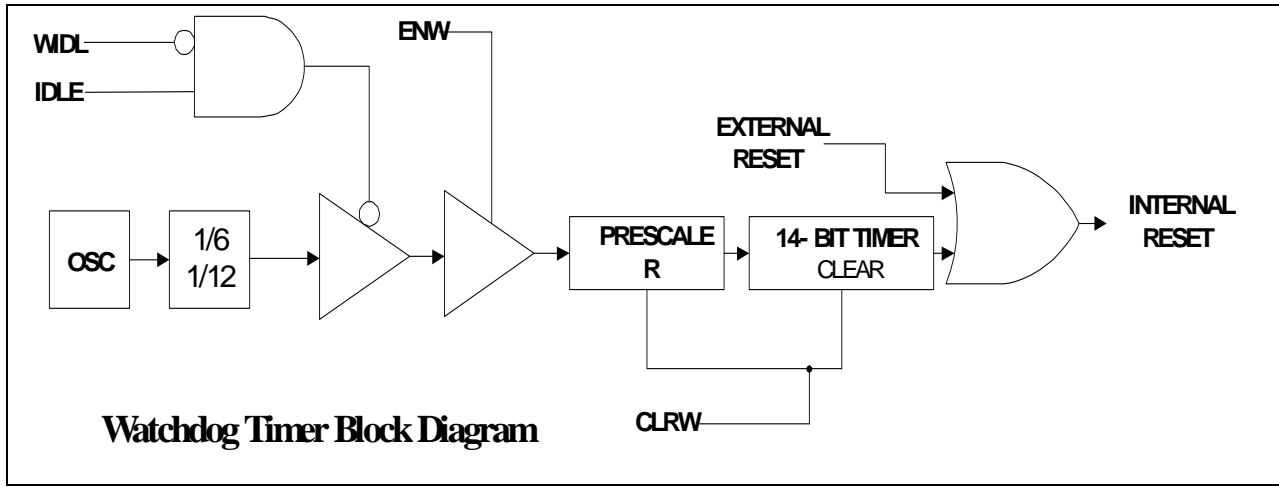 WIDL
IDLE
ENW
EXTERNAL
RESET
INTERNAL
RESET
OSC
1/6
1/12
PRESCALE
R
14- BIT TIMER
CLEAR
CLRW
Watchdog Timer Block Diagram